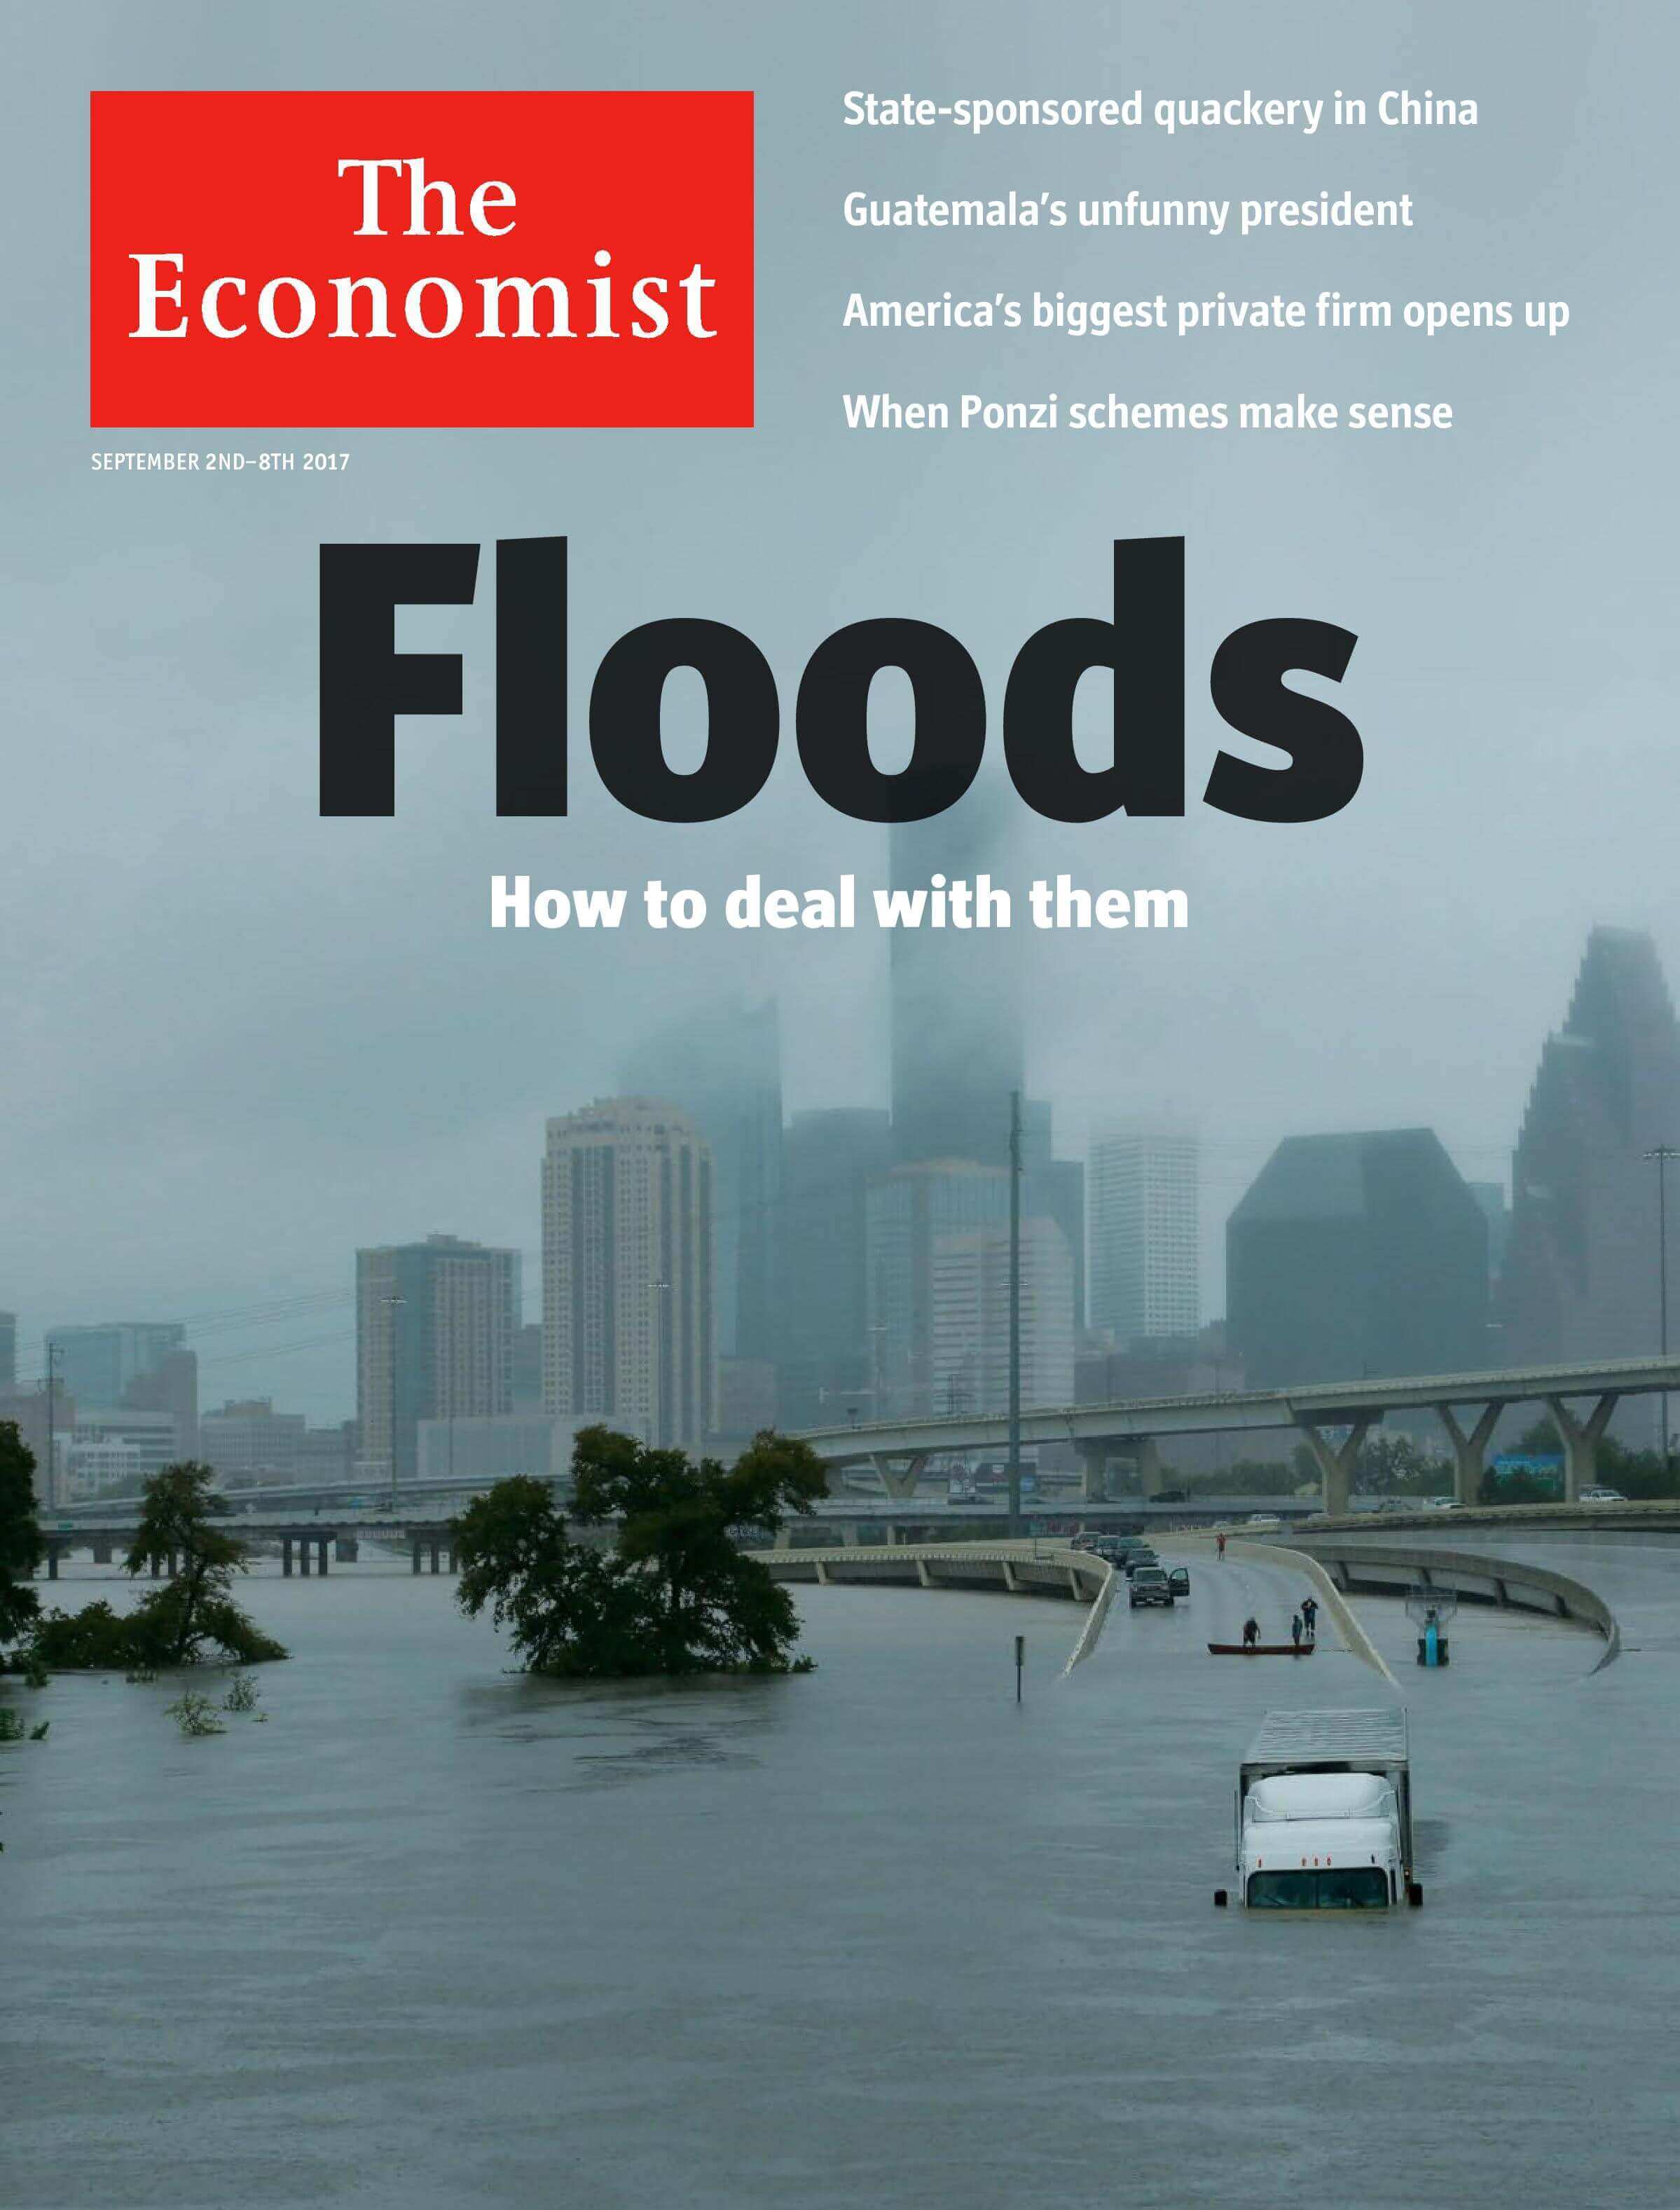 The
Economist
SEPTEMBER 2ND–8TH 2017
State-sponsored quackery in China
Guatemala's unfunny president
America's biggest private firm opens up
When Ponzi schemes make sense
Floods
How to deal with them